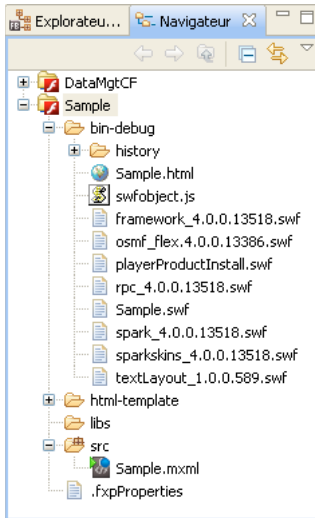 Explorateu... Navigateur
DataMgtCF
Sample
bin-debug
history
Sample.html
swfobject.js
framework_4.0.0.13518.swf
osmf_flex.4.0.0.13386.swf
playerProductInstall.swf
rpc_4.0.0.13518.swf
Sample.swf
spark_4.0.0.13518.swf
sparkskins_4.0.0.13518.swf
textLayout_1.0.0.589.swf
html-template
libs
src
Sample.mxml
.fxpProperties